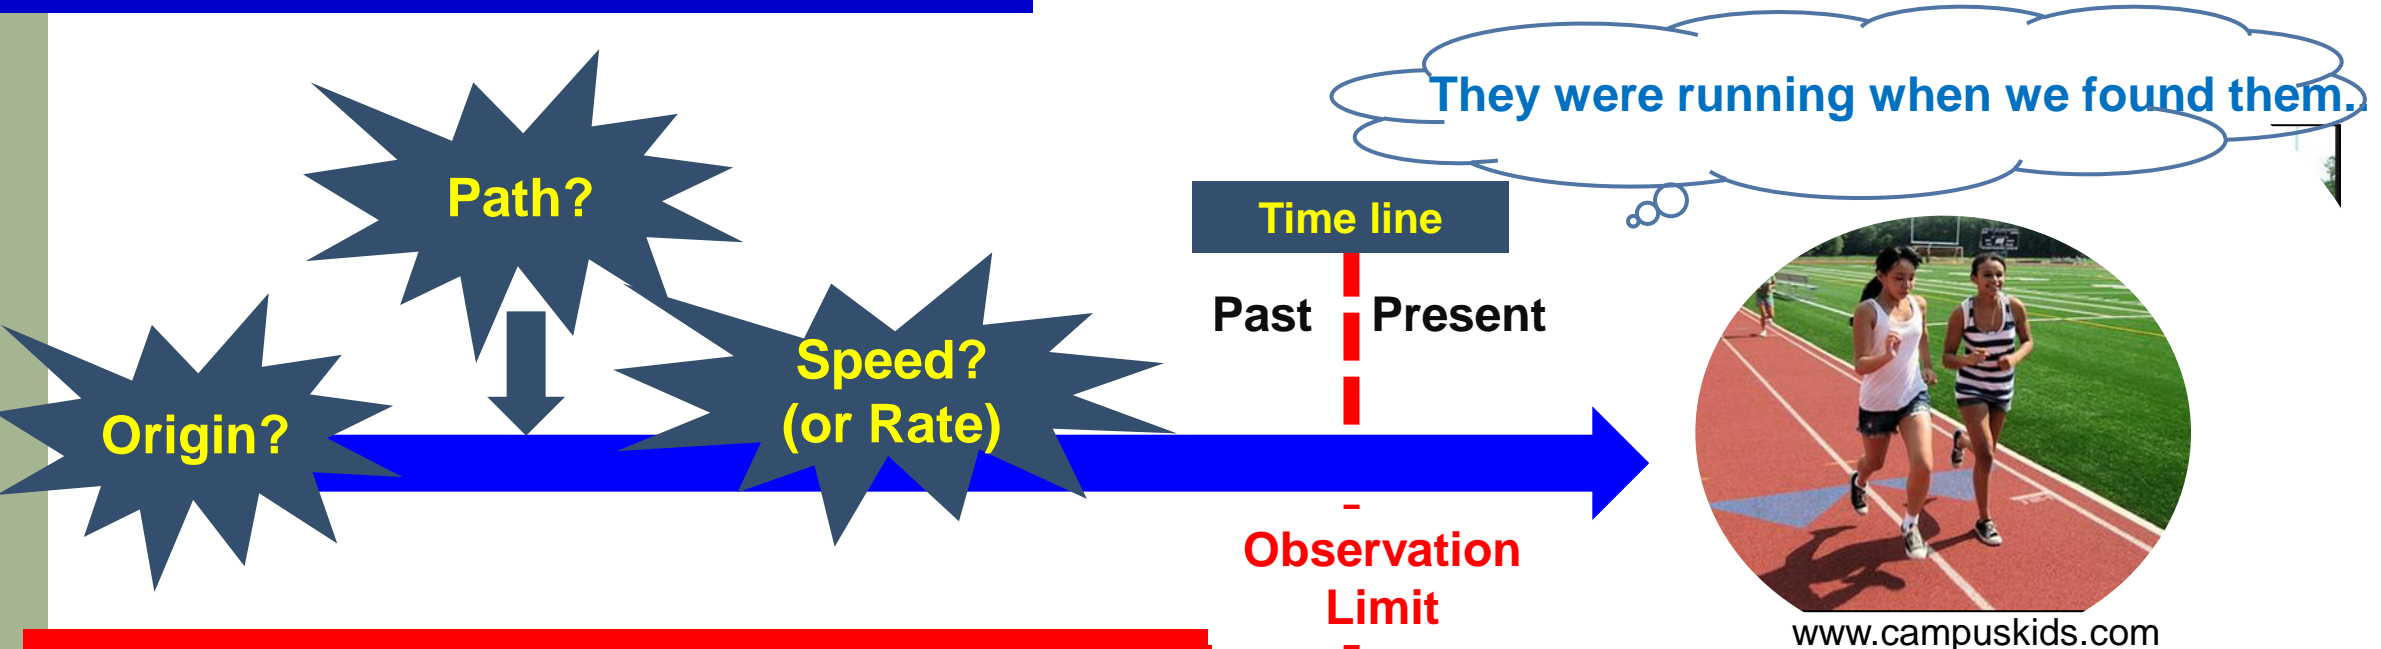 They were running when we found them..
Path?
Time line
Past
Present
Speed?
(or Rate)
Origin?
Observation
Limit
www.campuskids.com